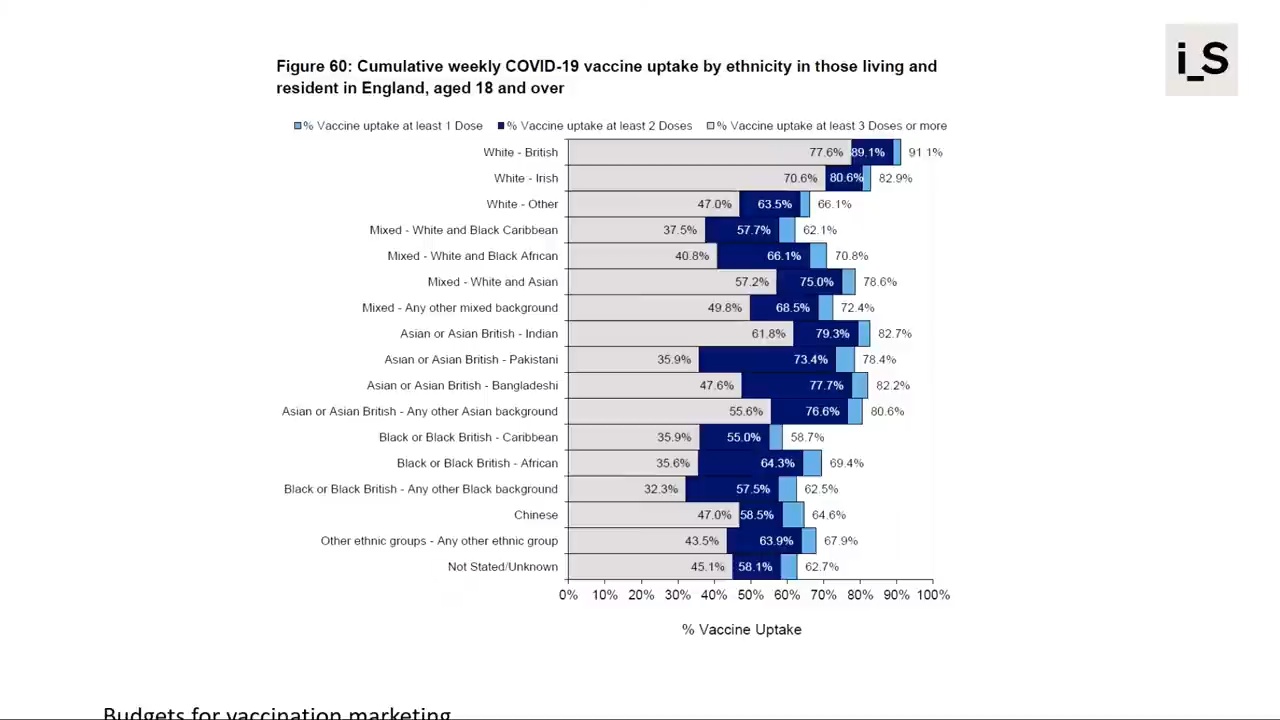 i_S
Figure 60: Cumulative weekly COVID-19 vaccine uptake by ethnicity in those living and
resident in England, aged 18 and over
% Vaccine uptake at least 1 Dose % Vaccine uptake at least 2 Doses % Vaccine uptake at least 3 Doses or more
White - British 77.6% 89.1% 91.1%
White - Irish 70.6% 80.6% 82.9%
White - Other 47.0% 63.5% 66.1%
Mixed - White and Black Caribbean 37.5% 57.7% 62.1%
Mixed - White and Black African 40.8% 66.1% 70.8%
Mixed - White and Asian 57.2% 75.0% 78.6%
Mixed - Any other mixed background 49.8% 68.5% 72.4%
Asian or Asian British - Indian 61.8% 79.3% 82.7%
Asian or Asian British - Pakistani 35.9% 73.4% 78.4%
Asian or Asian British - Bangladeshi 47.6% 77.7% 82.2%
Asian or Asian British - Any other Asian background 55.6% 76.6% 80.6%
Black or Black British - Caribbean 35.9% 55.0% 58.7%
Black or Black British - African 35.6% 64.3% 69.4%
Black or Black British - Any other Black background 32.3% 57.5% 62.5%
Chinese 47.0% 58.5% 64.6%
Other ethnic groups - Any other ethnic group 43.5% 63.9% 67.9%
Not Stated/Unknown 45.1% 58.1% 62.7%
0% 10% 20% 30% 40% 50% 60% 70% 80% 90% 100%
% Vaccine Uptake
Budgets for vaccination marketing